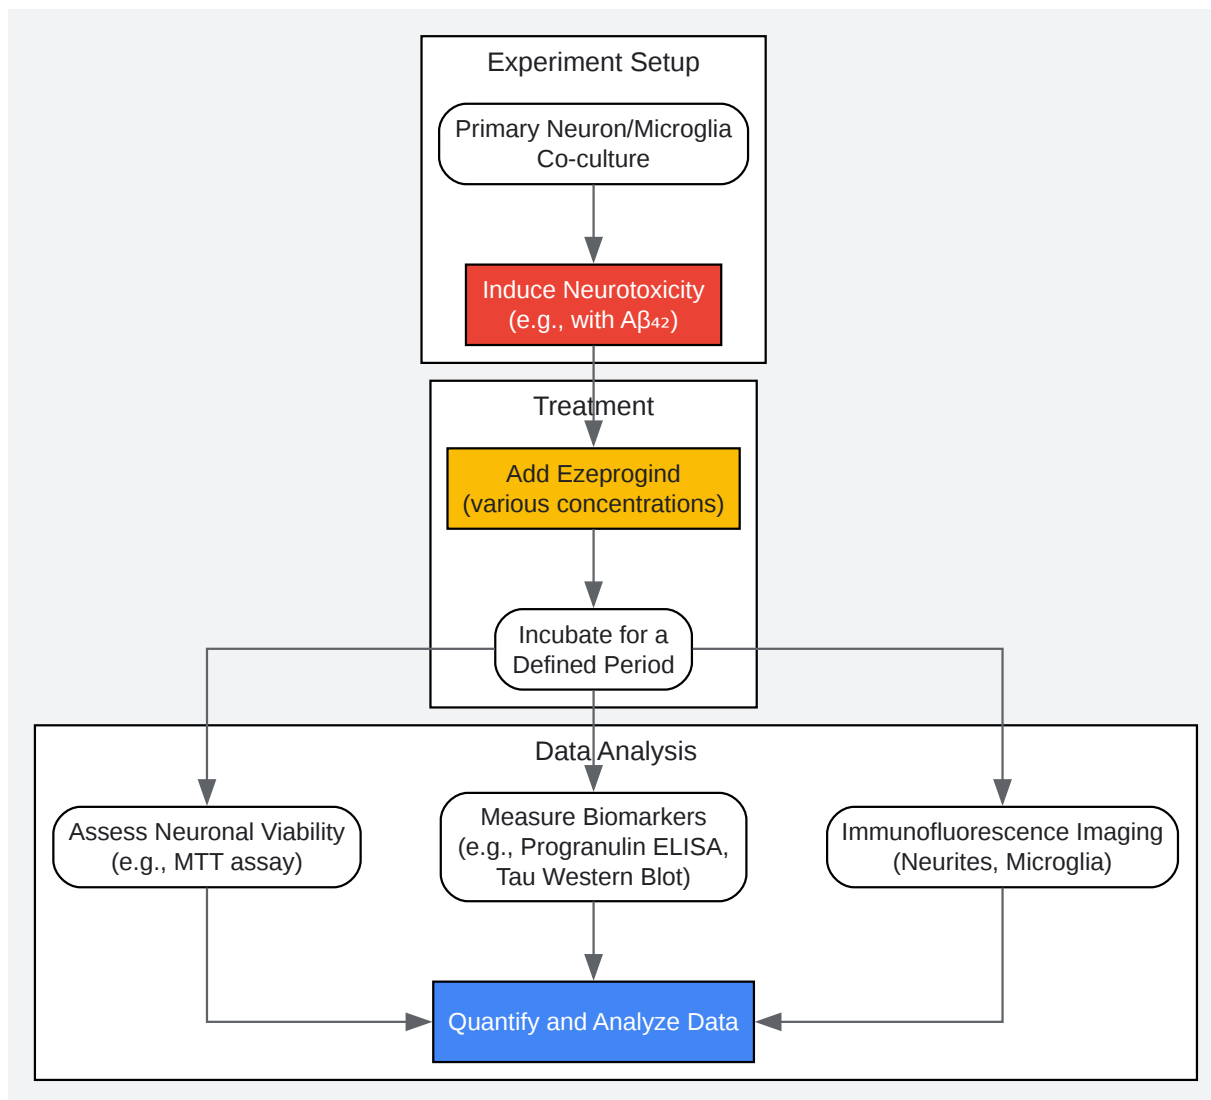 Experiment Setup
Primary Neuron/Microglia
Co-culture
Induce Neurotoxicity
(e.g., with Aβ₄₂)
Treatment
Add Ezeprogind
(various concentrations)
Incubate for a
Defined Period
Data Analysis
Assess Neuronal Viability
(e.g., MTT assay)
Measure Biomarkers
(e.g., Progranulin ELISA,
Tau Western Blot)
Immunofluorescence Imaging
(Neurites, Microglia)
Quantify and Analyze Data